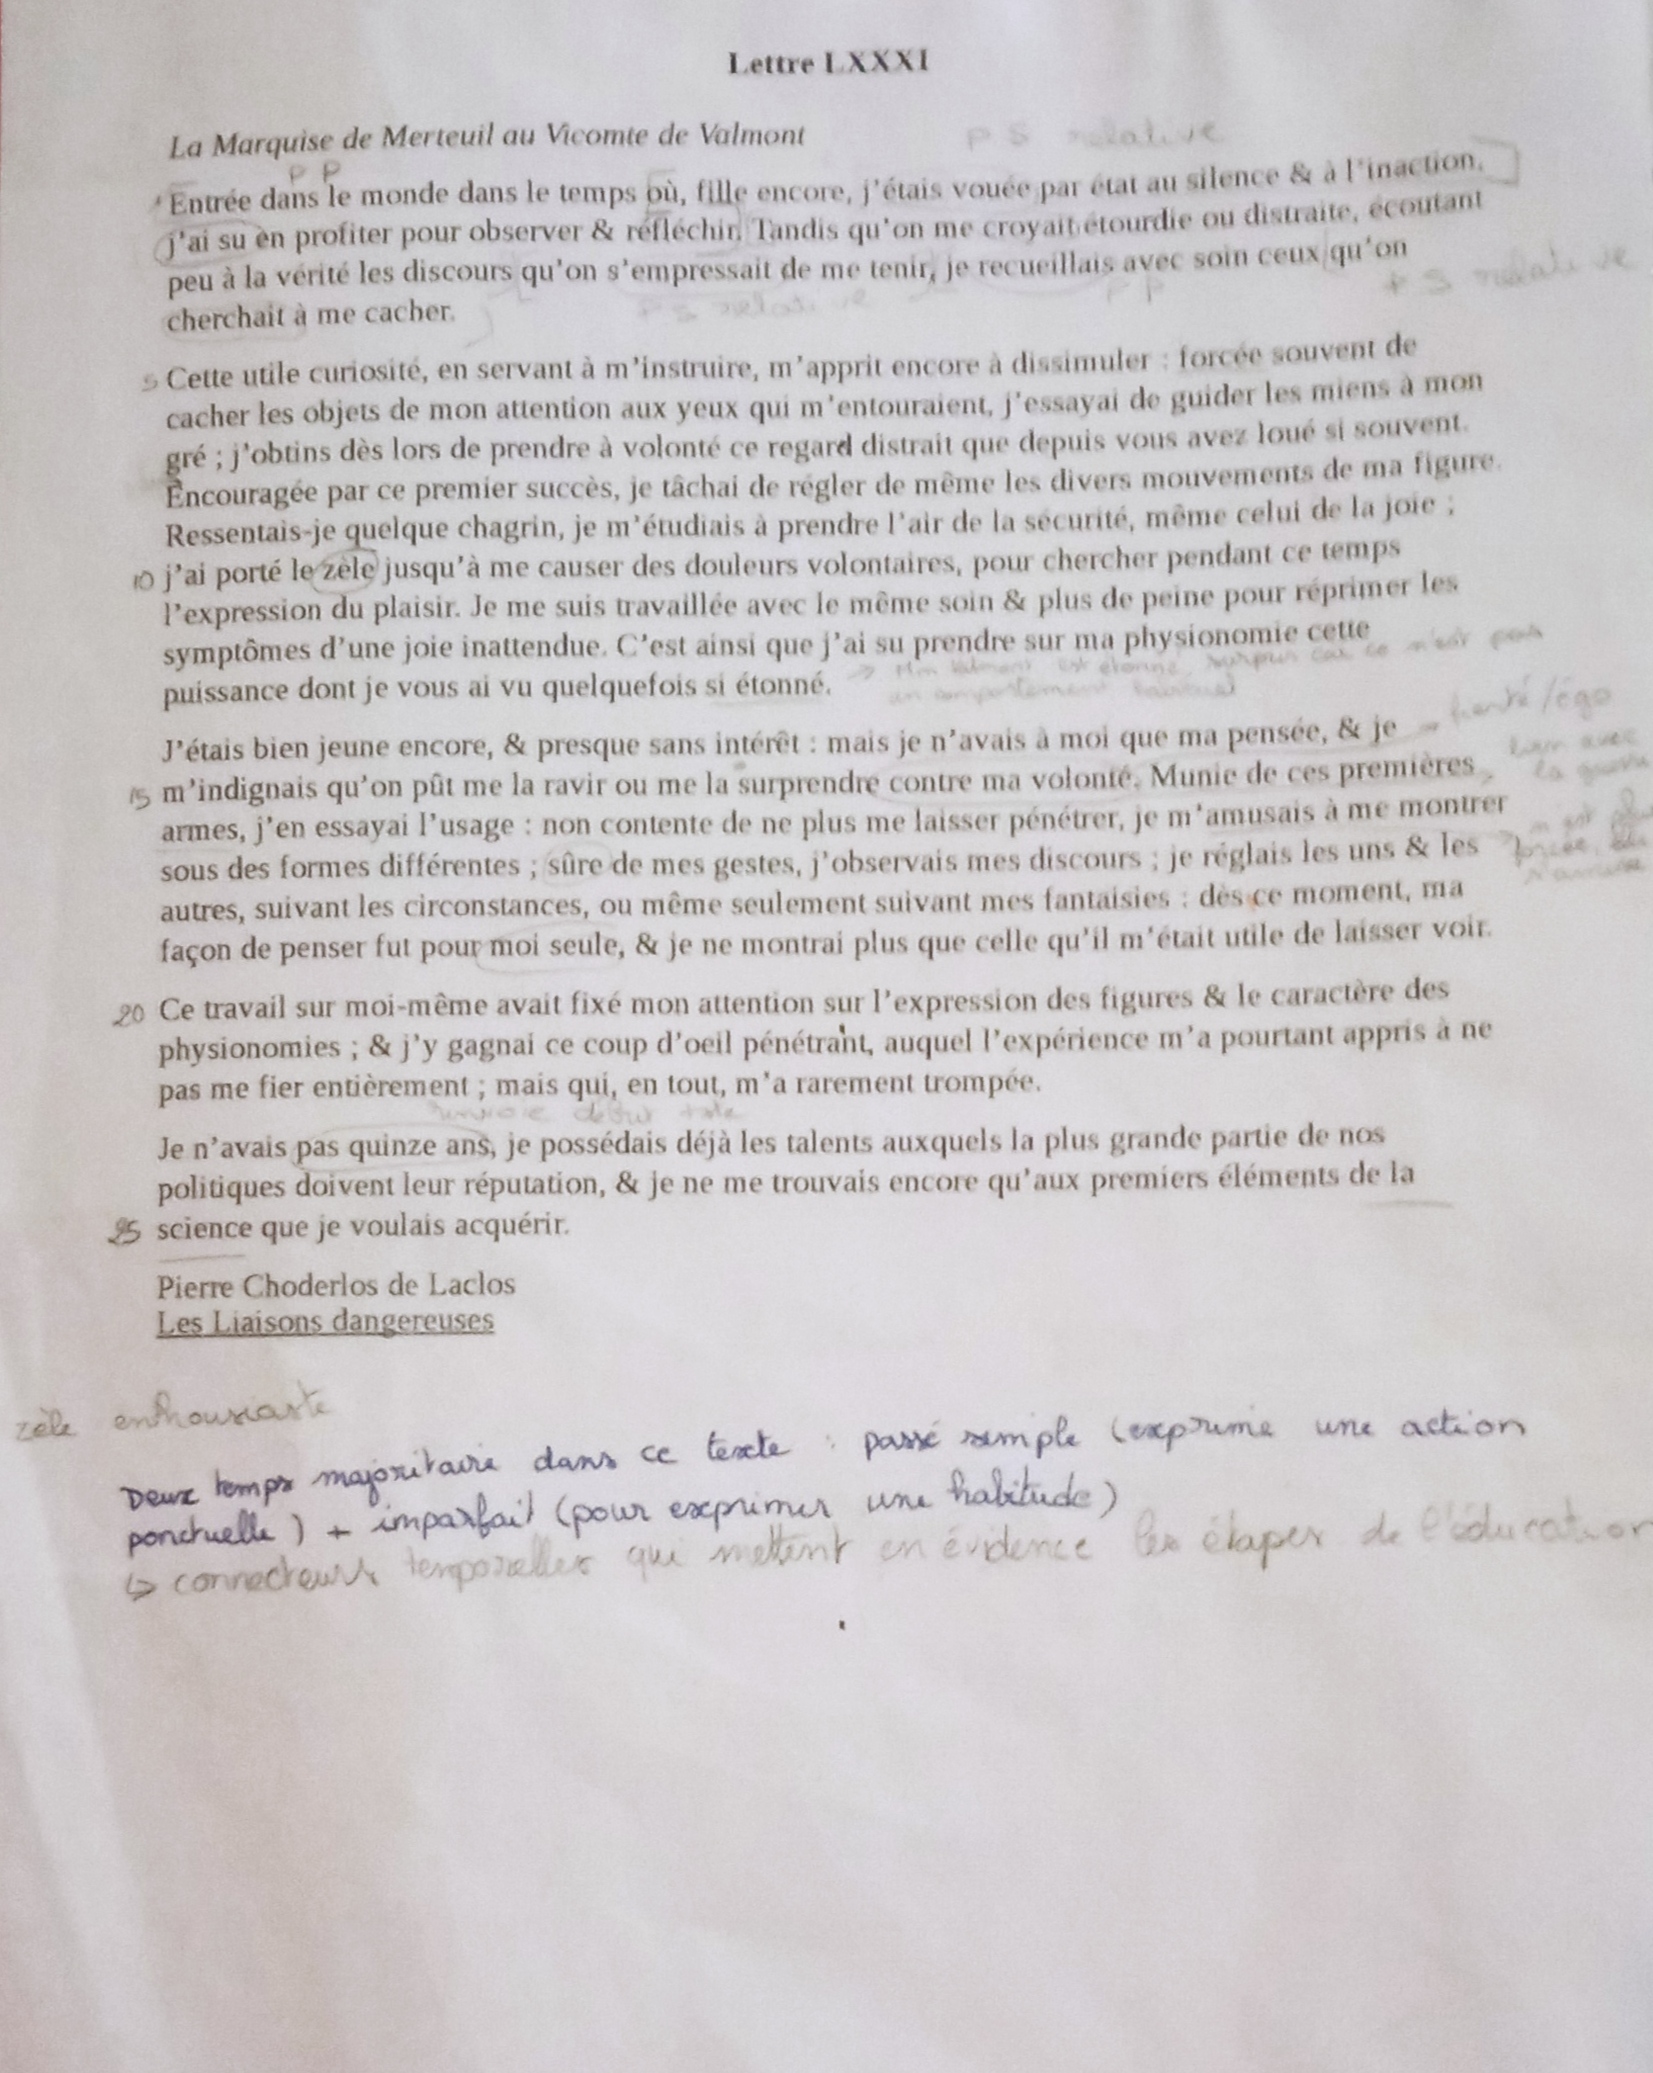 Lettre LXXXI
La Marquise de Merteuil au Vicomte de Valmont
PS relative
PP
Entrée dans le monde dans le temps où, fille encore, j'étais vouée par état au silence & à l'inaction,
j'ai su en profiter pour observer & réfléchir. Tandis qu'on me croyait étourdie ou distraite, écoutant
peu à la vérité les discours qu'on s'empressait de me tenir, je recueillais avec soin ceux qu'on
PS relative PP PS relative
cherchait à me cacher.
5 Cette utile curiosité, en servant à m'instruire, m'apprit encore à dissimuler : forcée souvent de
cacher les objets de mon attention aux yeux qui m'entouraient, j'essayai de guider les miens à mon
gré ; j'obtins dès lors de prendre à volonté ce regard distrait que depuis vous avez loué si souvent.
Encouragée par ce premier succès, je tâchai de régler de même les divers mouvements de ma figure.
Ressentais-je quelque chagrin, je m'étudiais à prendre l'air de la sécurité, même celui de la joie ;
10 j'ai porté le zèle jusqu'à me causer des douleurs volontaires, pour chercher pendant ce temps
l'expression du plaisir. Je me suis travaillée avec le même soin & plus de peine pour réprimer les
symptômes d'une joie inattendue. C'est ainsi que j'ai su prendre sur ma physionomie cette
puissance dont je vous ai vu quelquefois si étonné.
→ Valmont est étonné, surpris car ce n'est pas
un comportement habituel
J'étais bien jeune encore, & presque sans intérêt : mais je n'avais à moi que ma pensée, & je
→ fierté/égo
15 m'indignais qu'on pût me la ravir ou me la surprendre contre ma volonté. Munie de ces premières
lien avec
la guerre
armes, j'en essayai l'usage : non contente de ne plus me laisser pénétrer, je m'amusais à me montrer
sous des formes différentes ; sûre de mes gestes, j'observais mes discours ; je réglais les uns & les
est plus
forcée, elle
s'amuse
autres, suivant les circonstances, ou même seulement suivant mes fantaisies : dès ce moment, ma
façon de penser fut pour moi seule, & je ne montrai plus que celle qu'il m'était utile de laisser voir.
20 Ce travail sur moi-même avait fixé mon attention sur l'expression des figures & le caractère des
physionomies ; & j'y gagnai ce coup d'oeil pénétrant, auquel l'expérience m'a pourtant appris à ne
pas me fier entièrement ; mais qui, en tout, m'a rarement trompée.
renvoie début
Je n'avais pas quinze ans, je possédais déjà les talents auxquels la plus grande partie de nos
politiques doivent leur réputation, & je ne me trouvais encore qu'aux premiers éléments de la
25 science que je voulais acquérir.
Pierre Choderlos de Laclos
Les Liaisons dangereuses
zèle enthousiaste
Deux temps majoritaire dans ce texte : passé simple (exprime une action
ponctuelle) + imparfait (pour exprimer une habitude)
↳ connecteurs temporelles qui mettent en évidence les étapes de l'éducation